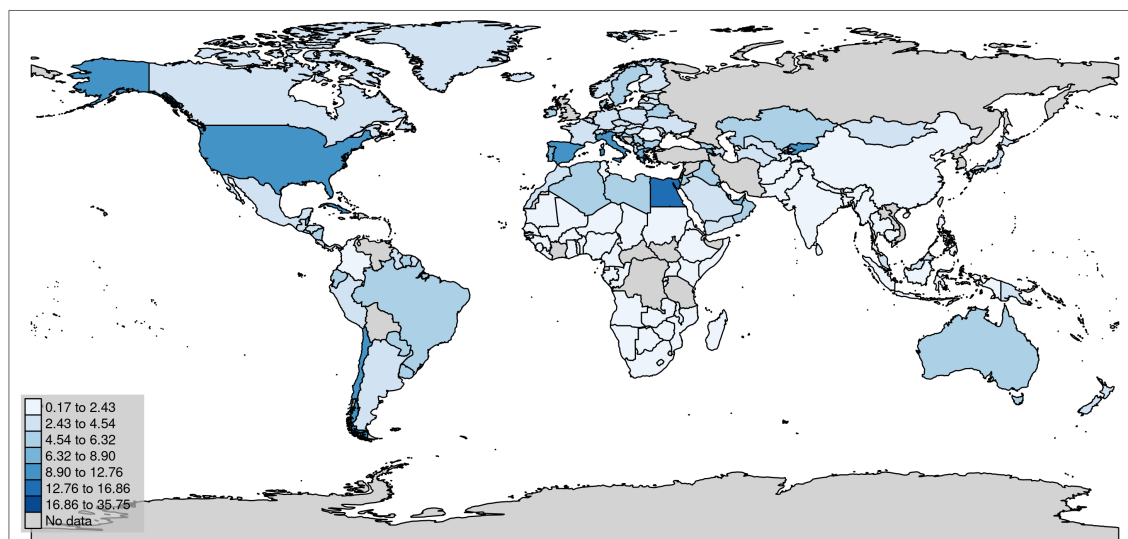 0.17 to 2.43
2.43 to 4.54
4.54 to 6.32
6.32 to 8.90
8.90 to 12.76
12.76 to 16.86
16.86 to 35.75
No data